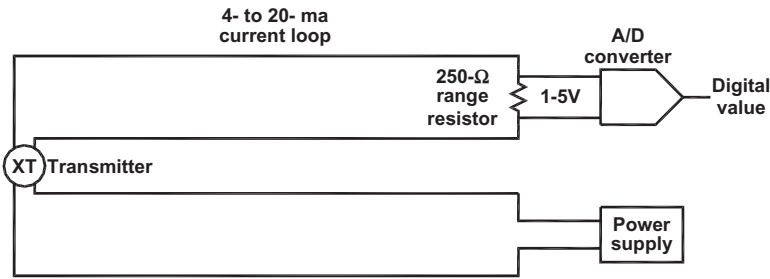 4- to 20- ma
current loop
A/D
converter
250-Ω
range
resistor
1-5V
Digital
value
XT
Transmitter
Power
supply